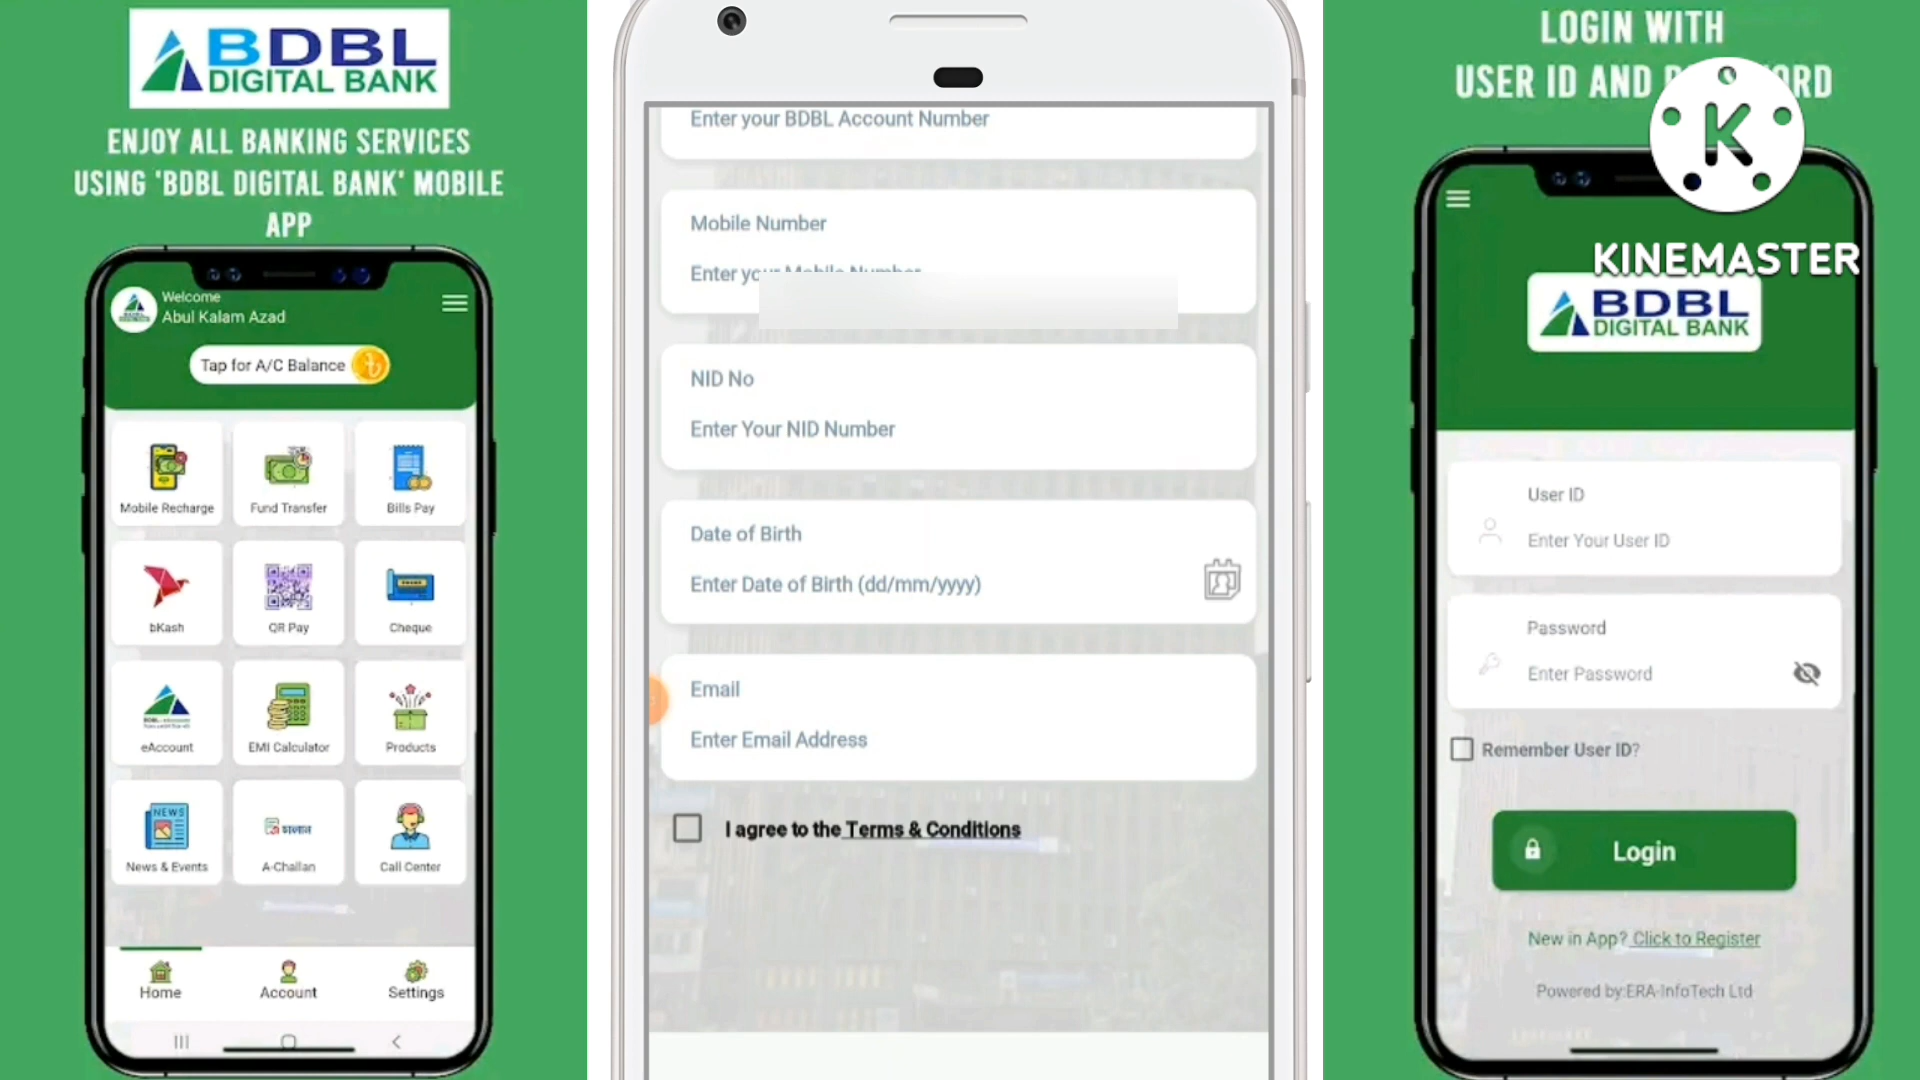 BDBL
DIGITAL BANK
ENJOY ALL BANKING SERVICES
USING 'BDBL DIGITAL BANK' MOBILE
APP
Welcome
Abul Kalam Azad
Tap for A/C Balance
Mobile Recharge
Fund Transfer
Bills Pay
bKash
QR Pay
Cheque
eAccount
EMI Calculator
Products
NEWS
News & Events
A-Challan
Call Center
Home
Account
Settings
Enter your BDBL Account Number
Mobile Number
Enter your Mobile Number
NID No
Enter Your NID Number
Date of Birth
Enter Date of Birth (dd/mm/yyyy)
Email
Enter Email Address
I agree to the Terms & Conditions
LOGIN WITH
USER ID AND
K
KINEMASTER
BDBL
DIGITAL BANK
User ID
Enter Your User ID
Password
Enter Password
Remember User ID?
Login
New in App? Click to Register
Powered by:ERA-InfoTech Ltd